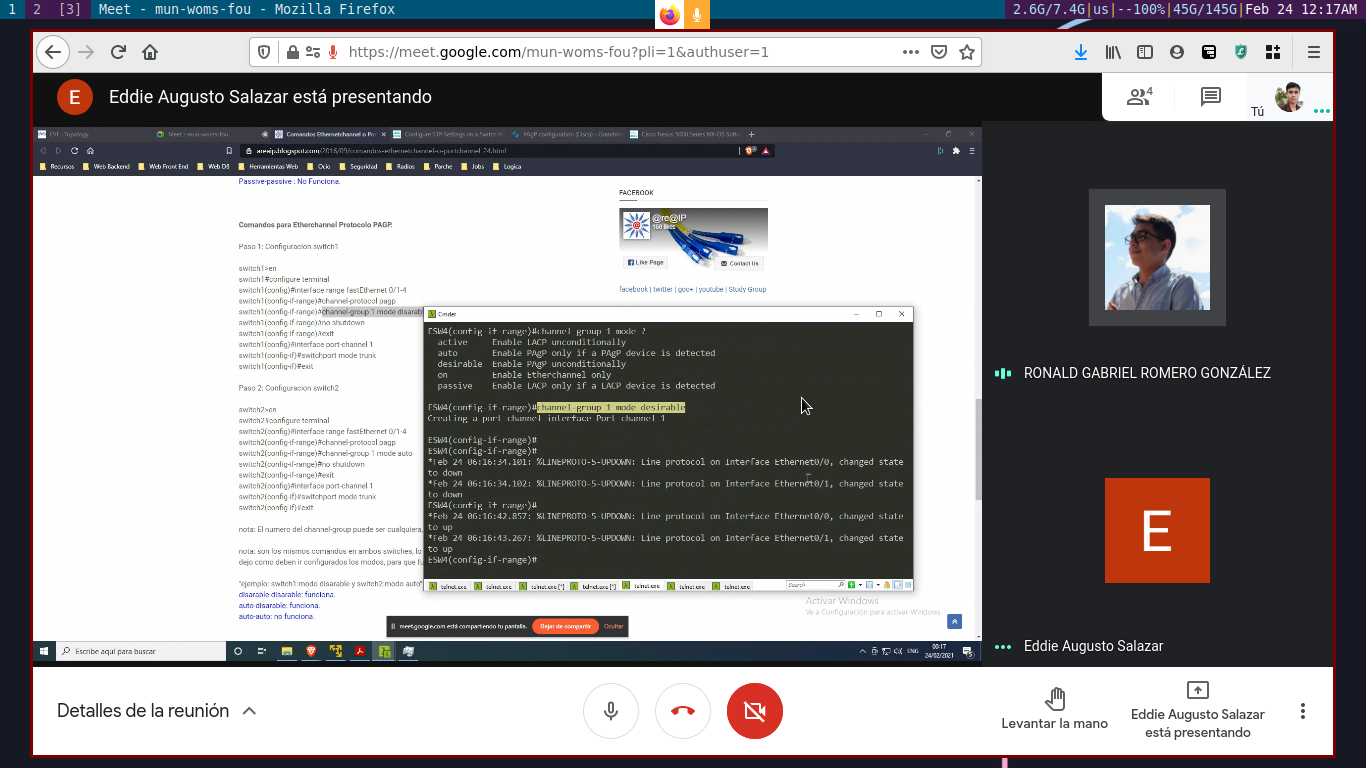 1 2 [3] Meet - mun-woms-fou - Mozilla Firefox
2.6G/7.4G|us|--100%|45G/145G|Feb 24 12:17AM
https://meet.google.com/mun-woms-fou?pli=1&authuser=1
E Eddie Augusto Salazar está presentando
4
Tú
EVE | Topology
Meet - mun-woms-fou
Comandos Ethernetchannel o Por
Configure STP Settings on a Switch th
PAgP configuration (Cisco) - Grandm
Cisco Nexus 5000 Series NX-OS Soft
areaip.blogspot.com/2016/09/comandos-ethernetchannel-o-portchannel_24.html
Recursos Web Backend Web Front End Web DB Herramientas Web Ocio Seguridad Radios Parche Jobs Logica
Passive-passive : No Funciona.
Comandos para Etherchannel Protocolo PAGP.
Paso 1: Configuracion switch1
switch1>en
switch1#configure terminal
switch1(config)#interface range fastEthernet 0/1-4
switch1(config-if-range)#channel-protocol pagp
switch1(config-if-range)#channel-group 1 mode disarab
switch1(config-if-range)#no shutdown
switch1(config-if-range)#exit
switch1(config)#interface port-channel 1
switch1(config-if)#switchport mode trunk
switch1(config-if)#exit
Paso 2: Configuracion switch2
switch2>en
switch2#configure terminal
switch2(config)#interface range fastEthernet 0/1-4
switch2(config-if-range)#channel-protocol pagp
switch2(config-if-range)#channel-group 1 mode auto
switch2(config-if-range)#no shutdown
switch2(config-if-range)#exit
switch2(config)#interface port-channel 1
switch2(config-if)#switchport mode trunk
switch2(config-if)#exit
nota: El numero del channel-group puede ser cualquiera,
nota: son los mismos comandos en ambos switches, lo
dejo como deben ir configurados los modos, para que fu
"ejemplo: switch1:modo disarable y switch2:modo auto"
disarable-disarable: funciona.
auto-disarable: funciona.
auto-auto: no funciona.
FACEBOOK
@re@IP
160 likes
Like Page
Contact Us
facebook | twitter | goo+ | youtube | Study Group
Cmder
ESW4(config-if-range)#channel-group 1 mode ?
active Enable LACP unconditionally
auto Enable PAgP only if a PAgP device is detected
desirable Enable PAgP unconditionally
on Enable Etherchannel only
passive Enable LACP only if a LACP device is detected
ESW4(config-if-range)#channel-group 1 mode desirable
Creating a port-channel interface Port-channel 1
ESW4(config-if-range)#
ESW4(config-if-range)#
*Feb 24 06:16:34.101: %LINEPROTO-5-UPDOWN: Line protocol on Interface Ethernet0/0, changed state
to down
*Feb 24 06:16:34.102: %LINEPROTO-5-UPDOWN: Line protocol on Interface Ethernet0/1, changed state
to down
ESW4(config-if-range)#
*Feb 24 06:16:42.857: %LINEPROTO-5-UPDOWN: Line protocol on Interface Ethernet0/0, changed state
to up
*Feb 24 06:16:43.267: %LINEPROTO-5-UPDOWN: Line protocol on Interface Ethernet0/1, changed state
to up
ESW4(config-if-range)#
telnet.exe telnet.exe telnet.exe [*] telnet.exe [*] telnet.exe telnet.exe telnet.exe Search
Activar Windows
Ve a Configuración para activar Windows.
meet.google.com está compartiendo tu pantalla. Dejar de compartir Ocultar
Escribe aquí para buscar
ENG
00:17
24/02/2021
5
RONALD GABRIEL ROMERO GONZÁLEZ
E
Eddie Augusto Salazar
Detalles de la reunión
Levantar la mano
Eddie Augusto Salazar
está presentando